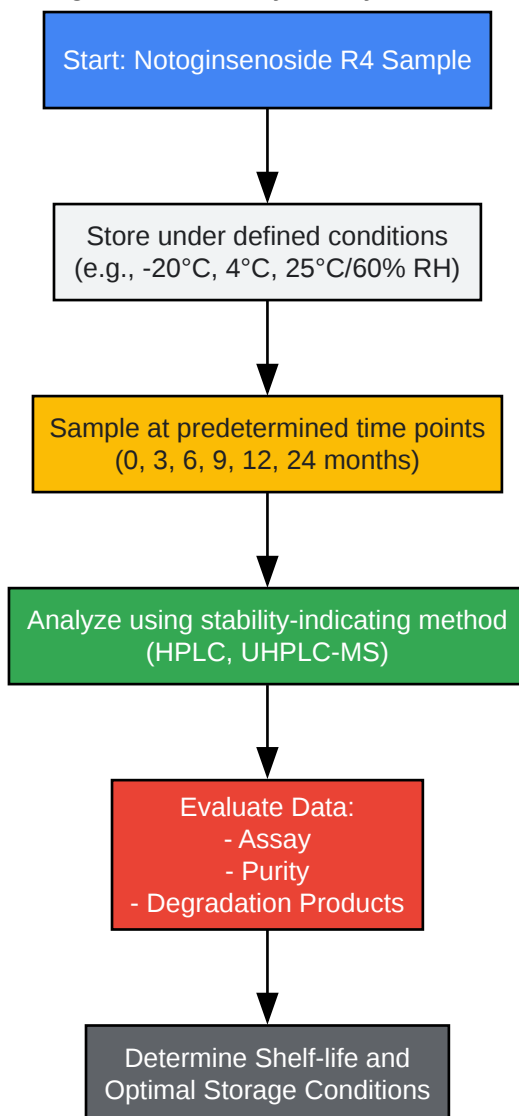 Start: Notoginsenoside R4 Sample
Store under defined conditions
(e.g., -20°C, 4°C, 25°C/60% RH)
Sample at predetermined time points
(0, 3, 6, 9, 12, 24 months)
Analyze using stability-indicating method
(HPLC, UHPLC-MS)
Evaluate Data:
- Assay
- Purity
- Degradation Products
Determine Shelf-life and
Optimal Storage Conditions